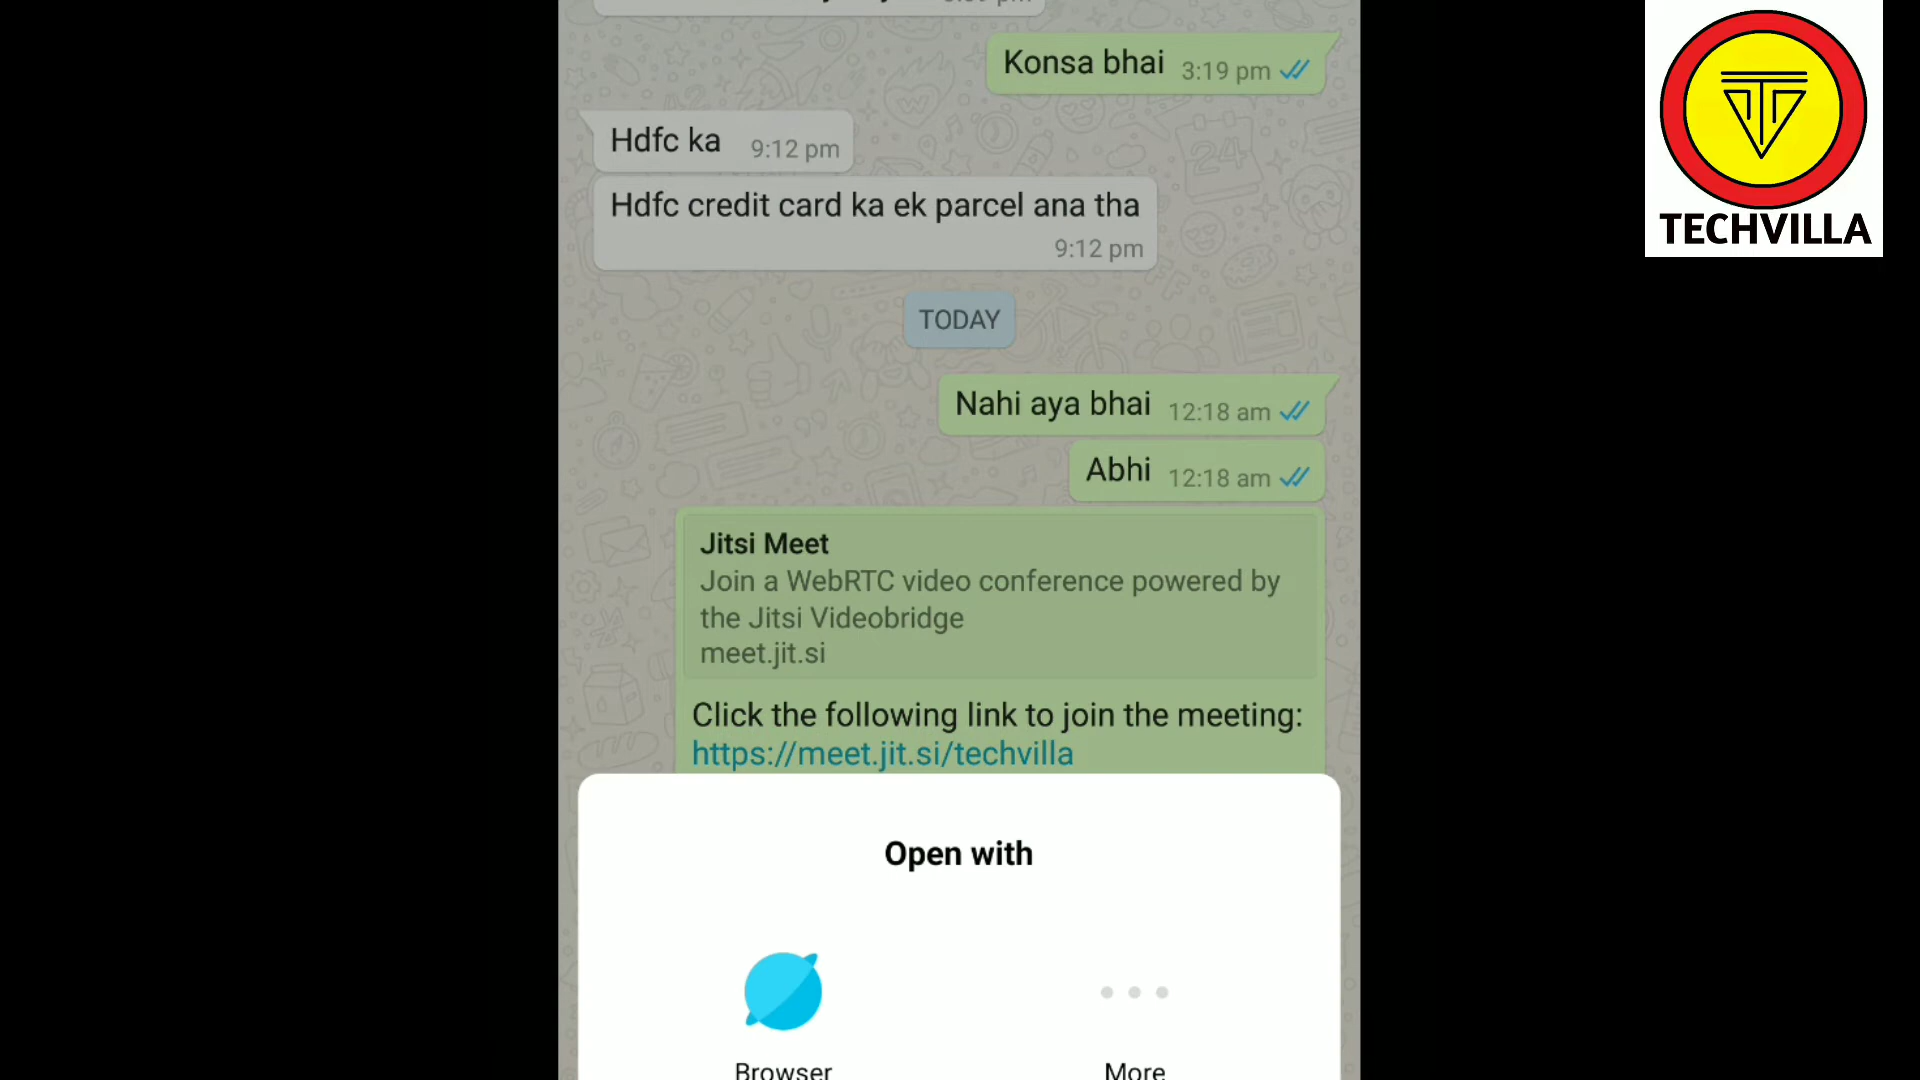 Konsa bhai 3:19 pm
Hdfc ka 9:12 pm
Hdfc credit card ka ek parcel ana tha
9:12 pm
TODAY
Nahi aya bhai 12:18 am
Abhi 12:18 am
Jitsi Meet
Join a WebRTC video conference powered by
the Jitsi Videobridge
meet.jit.si
Click the following link to join the meeting:
https://meet.jit.si/techvilla
Open with
Browser More
TECHVILLA